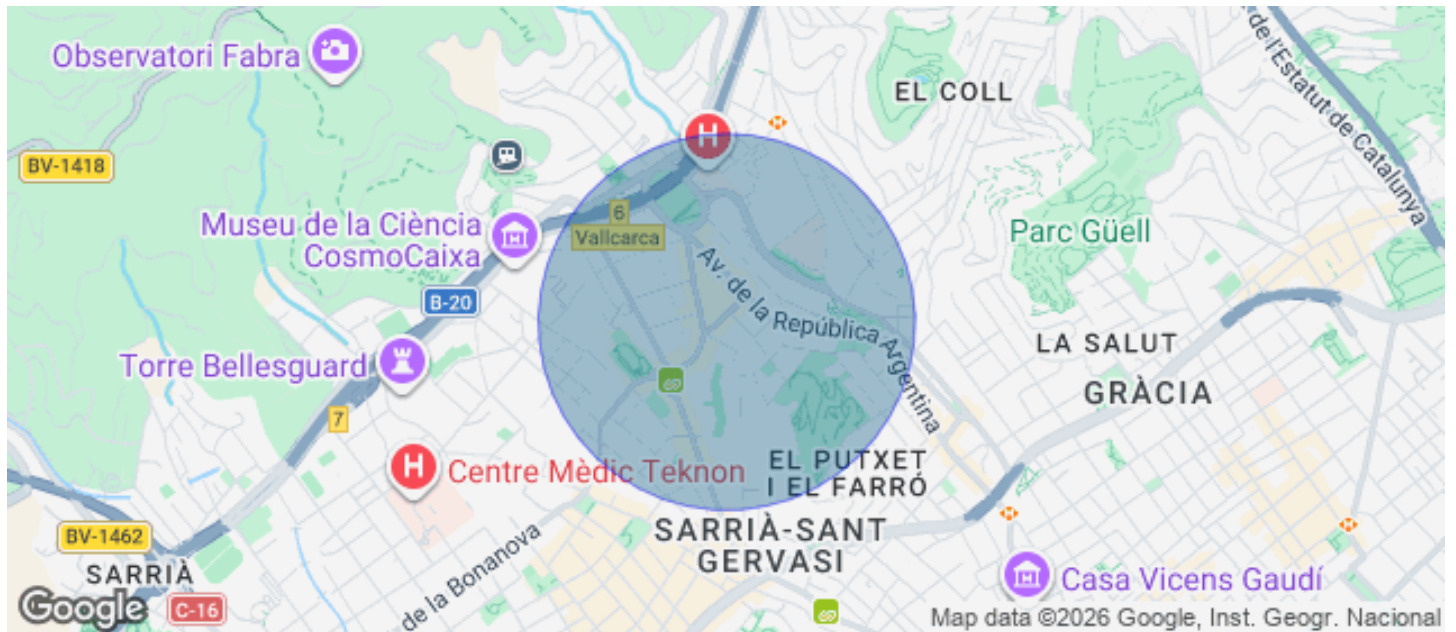 Observatori Fabra
BV-1418
EL COLL
de l'Estatut de Catalunya
H
Museu de la Ciència
CosmoCaixa
6
Vallcarca
Parc Güell
B-20
Av. de la República Argentina
Torre Bellesguard
LA SALUT
GRÀCIA
7
H
Centre Mèdic Teknon
EL PUTXET
I EL FARRÓ
SARRIÀ-SANT
GERVASI
BV-1462
SARRIÀ
de la Bonanova
Casa Vicens Gaudí
Google
C-16
Map data ©2026 Google, Inst. Geogr. Nacional